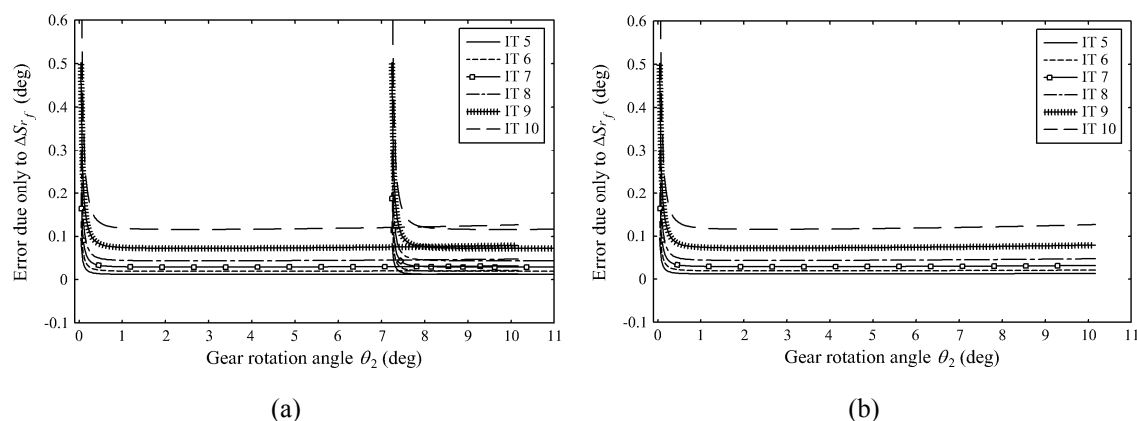 0.6
0.5
0.4
0.3
0.2
0.1
0
-0.1
Error due only to ΔS_{r_f} (deg)
IT 5
IT 6
IT 7
IT 8
IT 9
IT 10
0 1 2 3 4 5 6 7 8 9 10 11
Gear rotation angle θ₂ (deg)
(a)
0.6
0.5
0.4
0.3
0.2
0.1
0
-0.1
Error due only to ΔS_{r_f} (deg)
IT 5
IT 6
IT 7
IT 8
IT 9
IT 10
0 1 2 3 4 5 6 7 8 9 10 11
Gear rotation angle θ₂ (deg)
(b)